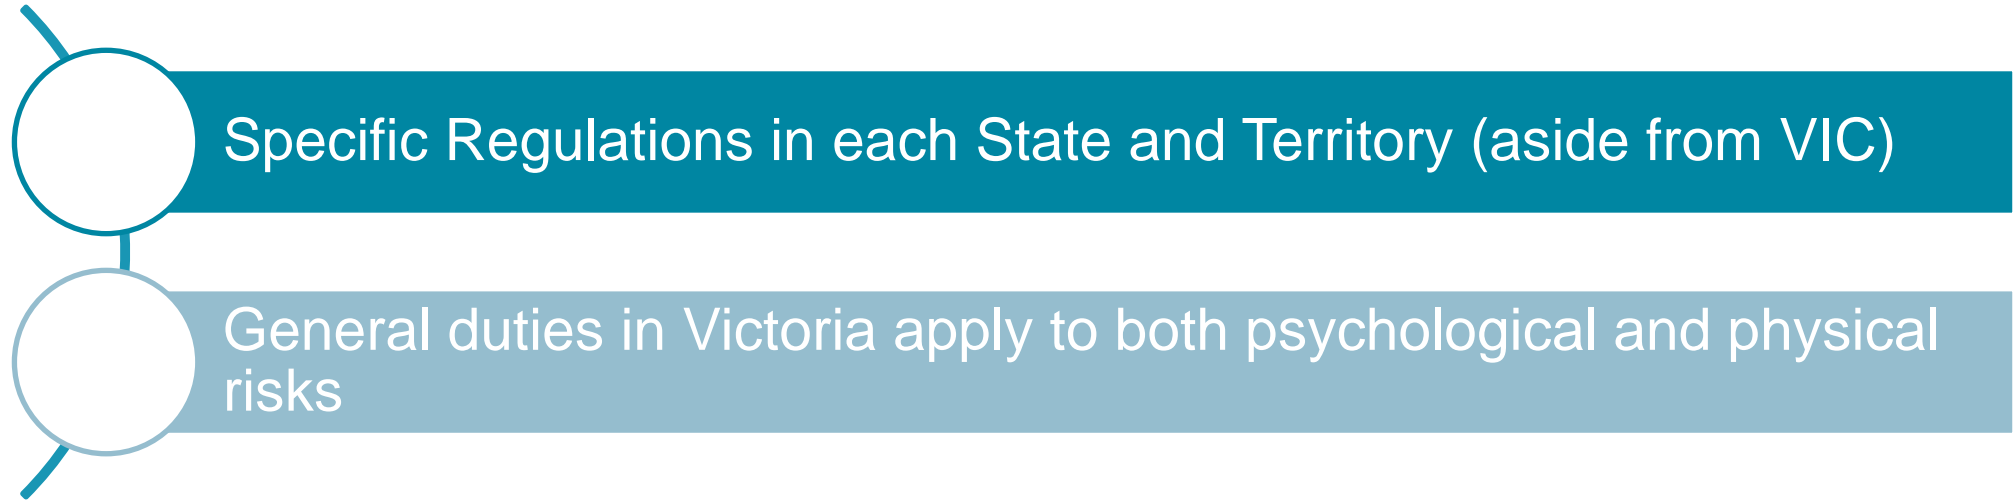 Specific Regulations in each State and Territory (aside from VIC)
General duties in Victoria apply to both psychological and physical
risks